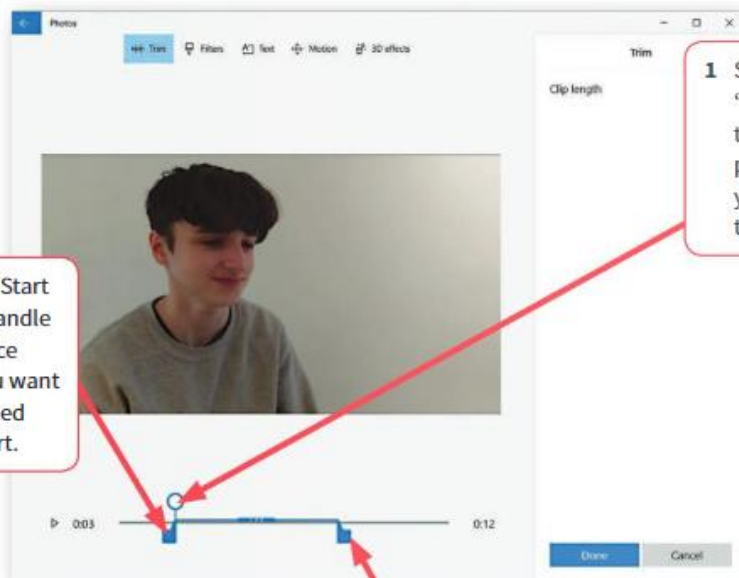 Photos
Trim
Filters
Text
Motion
3D effects
Trim
Clip length
1 S
"
t
p
y
t
Start
andle
ce
u want
ed
rt.
0:03
0:12
Done
Cancel